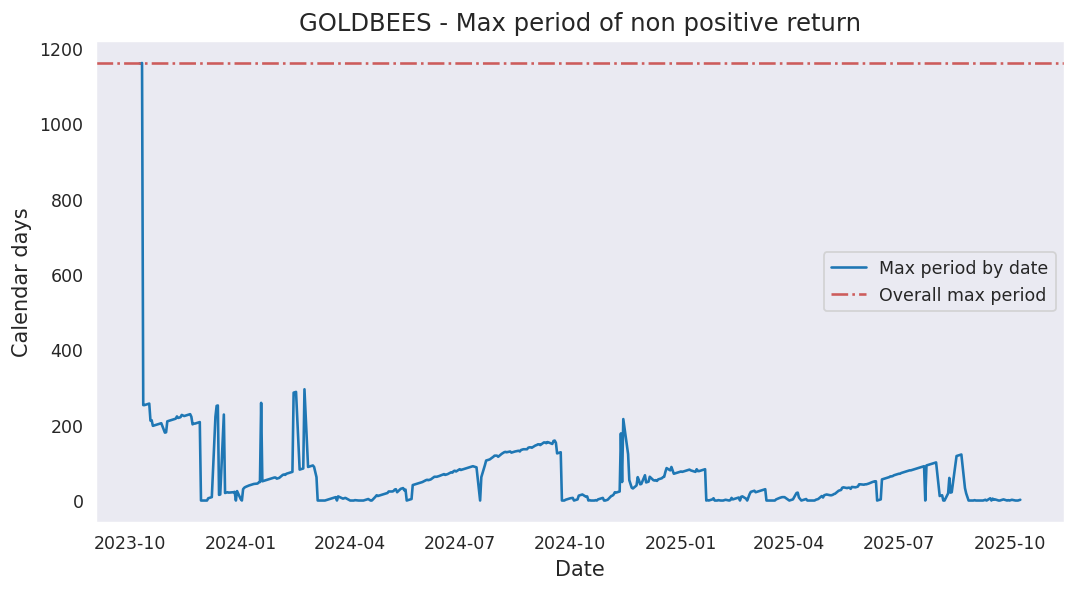 GOLDBEES - Max period of non positive return
1200
1000
800
600
400
200
0
Calendar days
Max period by date
Overall max period
2023-10 2024-01 2024-04 2024-07 2024-10 2025-01 2025-04 2025-07 2025-10
Date